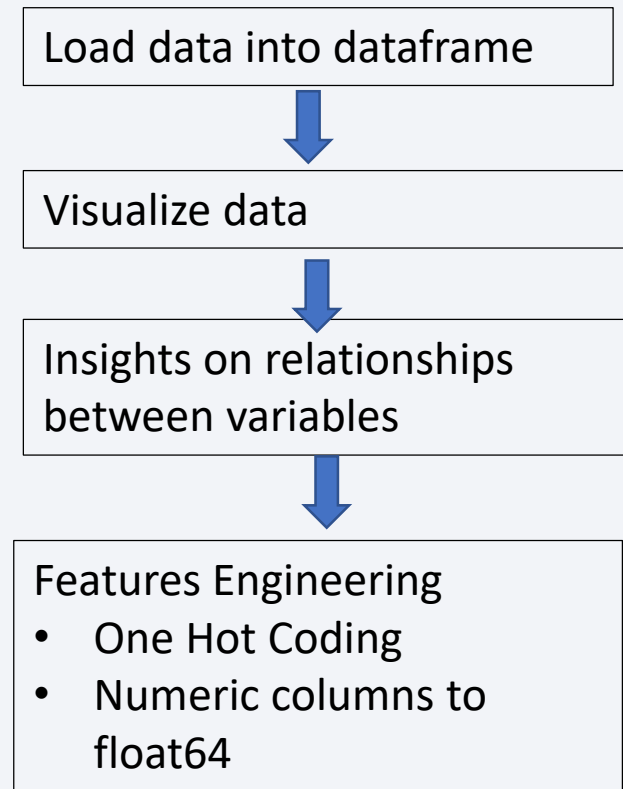 Load data into dataframe
Visualize data
Insights on relationships
between variables
Features Engineering
• One Hot Coding
• Numeric columns to
float64